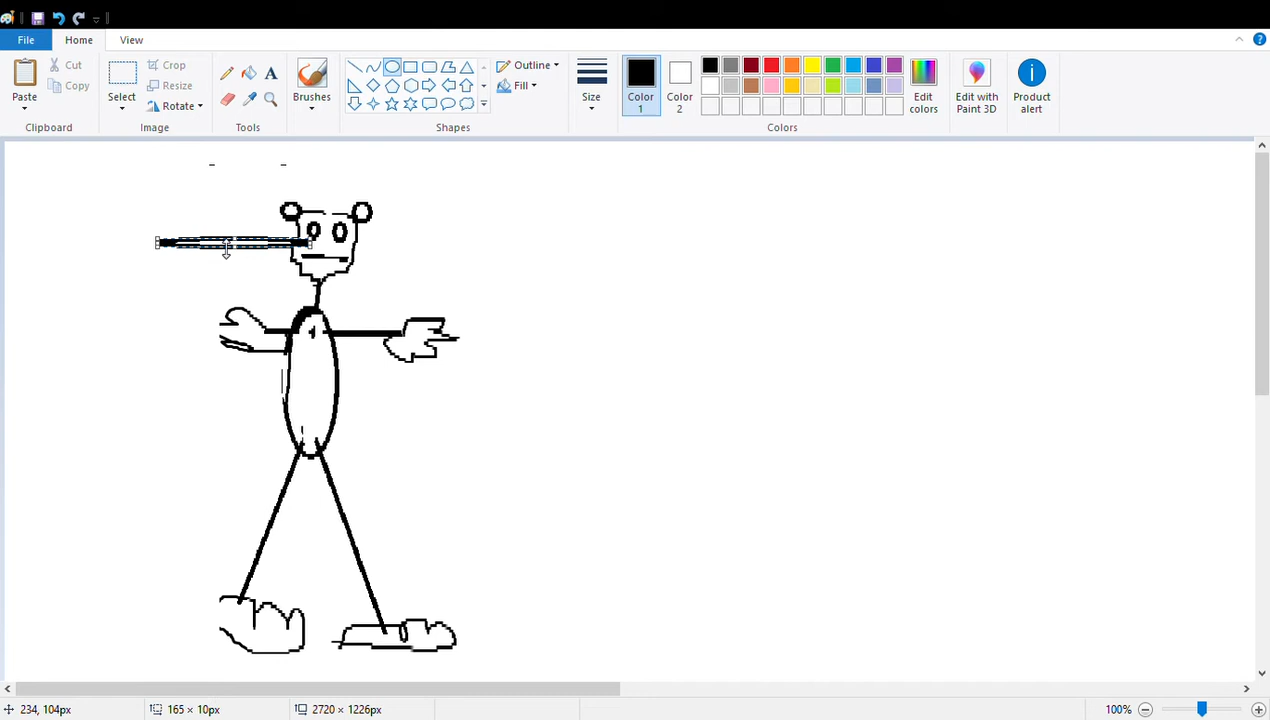 File Home View
Paste Cut Copy Clipboard
Select Crop Resize Rotate Image
A Tools
Brushes
Outline Fill Shapes
Size
Color 1 Color 2 Edit colors Colors
Edit with Paint 3D
Product alert
234, 104px 165 × 10px 2720 × 1226px 100%